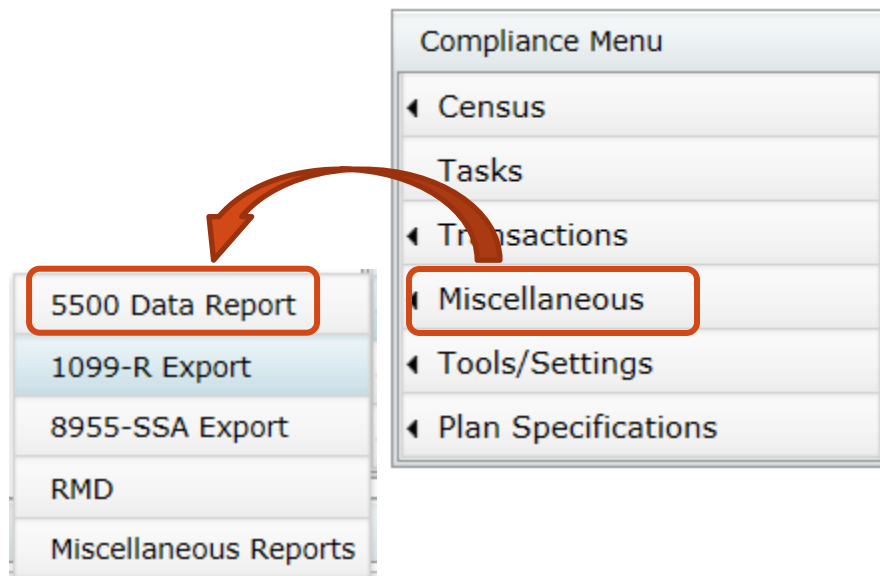 Compliance Menu
Census
Tasks
Transactions
Miscellaneous
Tools/Settings
Plan Specifications
5500 Data Report
1099-R Export
8955-SSA Export
RMD
Miscellaneous Reports